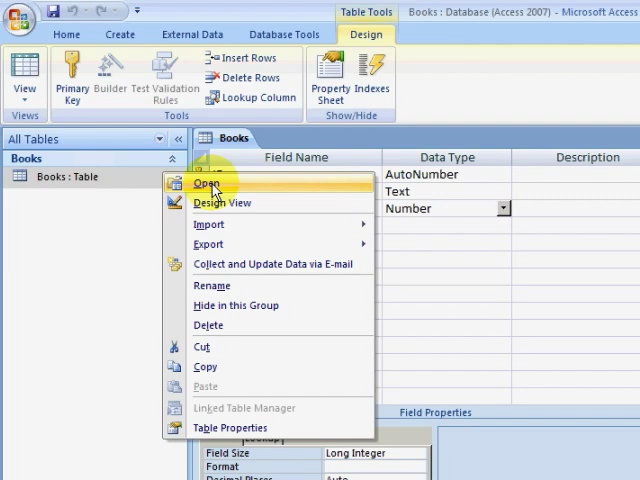 Table Tools
Books : Database (Access 2007) - Microsoft Access
Home
Create
External Data
Database Tools
Design
View
Primary Key
Builder
Test Validation Rules
Insert Rows
Delete Rows
Lookup Column
Property Sheet
Indexes
Views
Tools
Show/Hide
All Tables
Books
Books
Books : Table
Field Name
Data Type
Description
AutoNumber
Text
Number
Open
Design View
Import
Export
Collect and Update Data via E-mail
Rename
Hide in this Group
Delete
Cut
Copy
Paste
Linked Table Manager
Table Properties
Field Properties
Lookup
Field Size
Long Integer
Format
Decimal Places
Auto